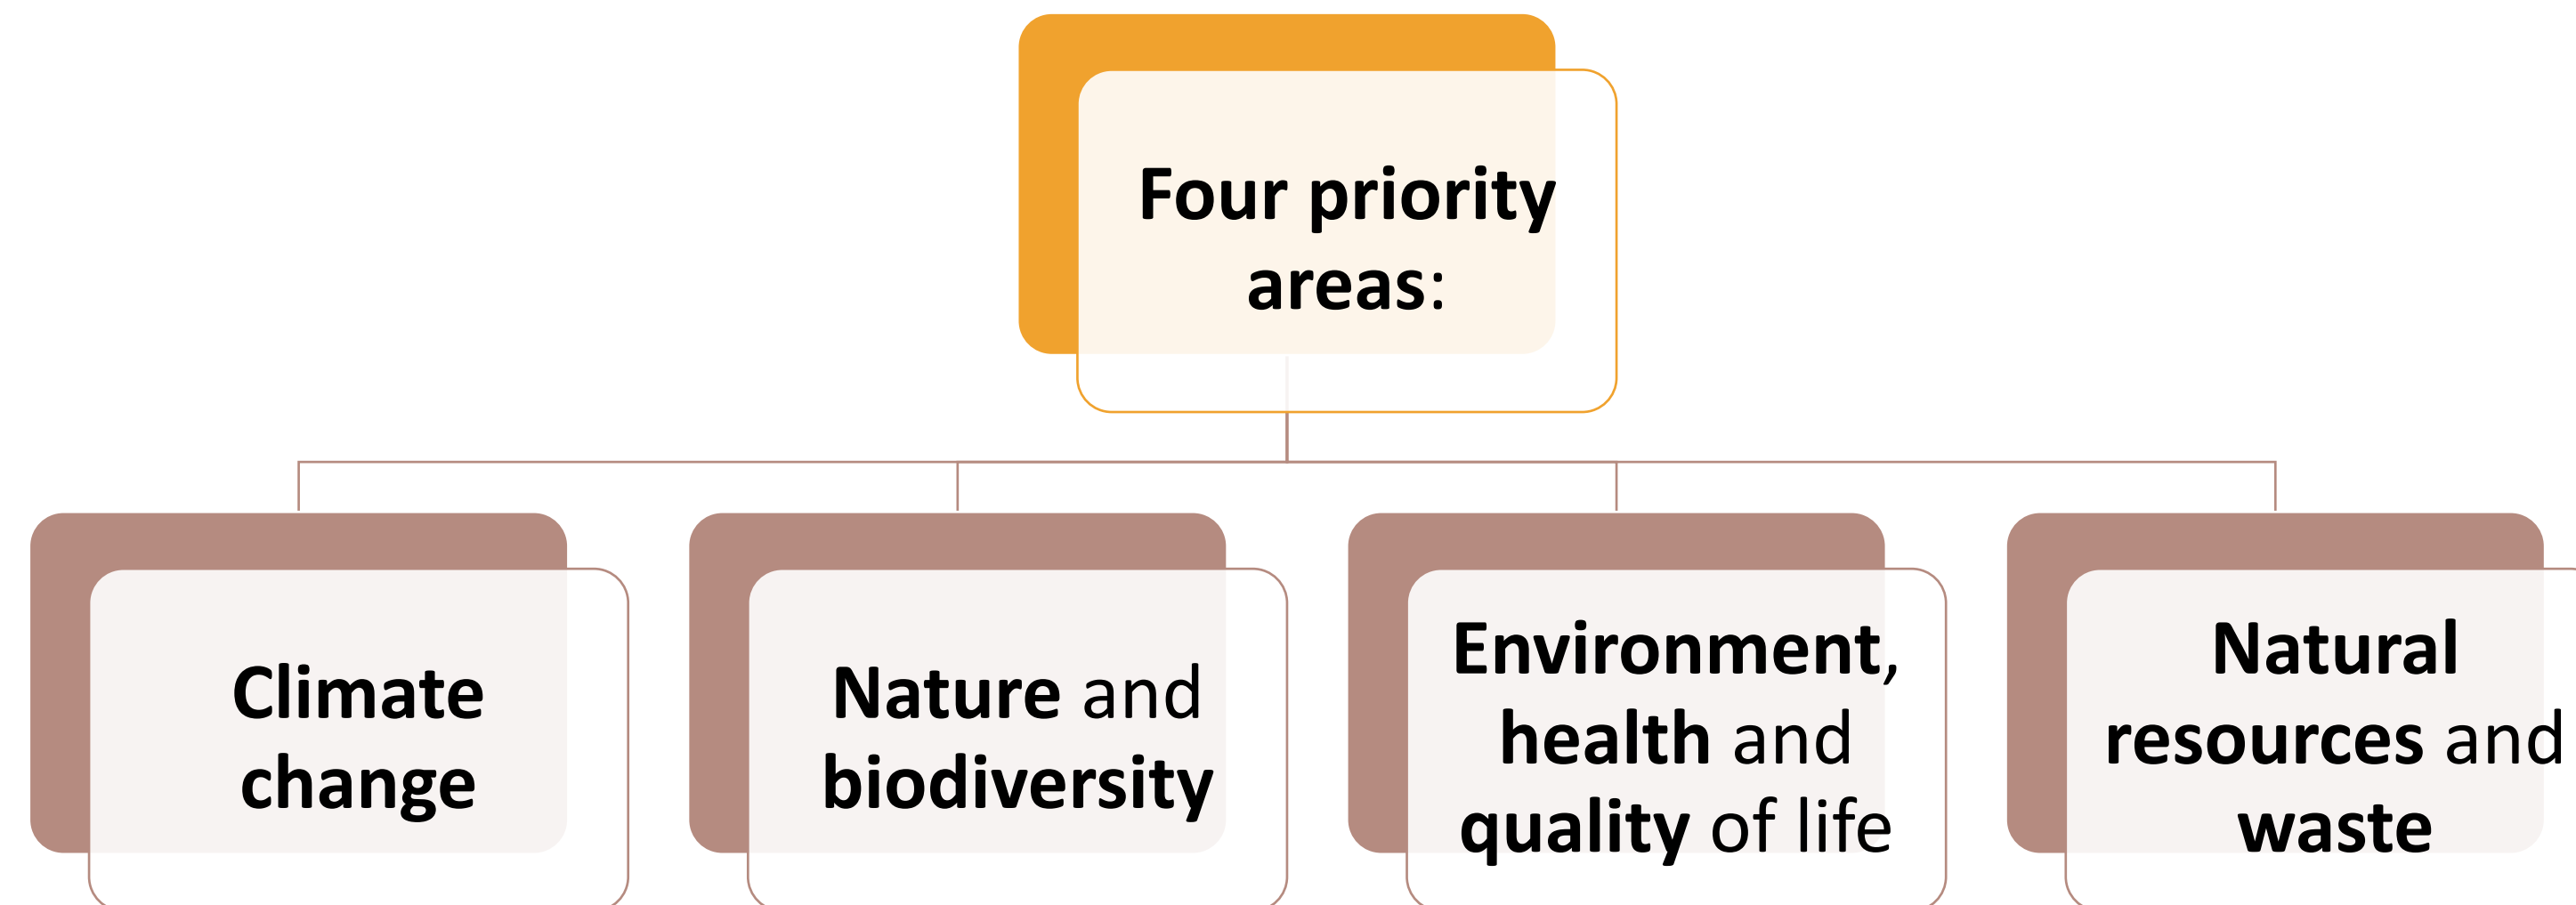 Four priority
areas:
Climate
change
Nature and
biodiversity
Environment,
health and
quality of life
Natural
resources and
waste